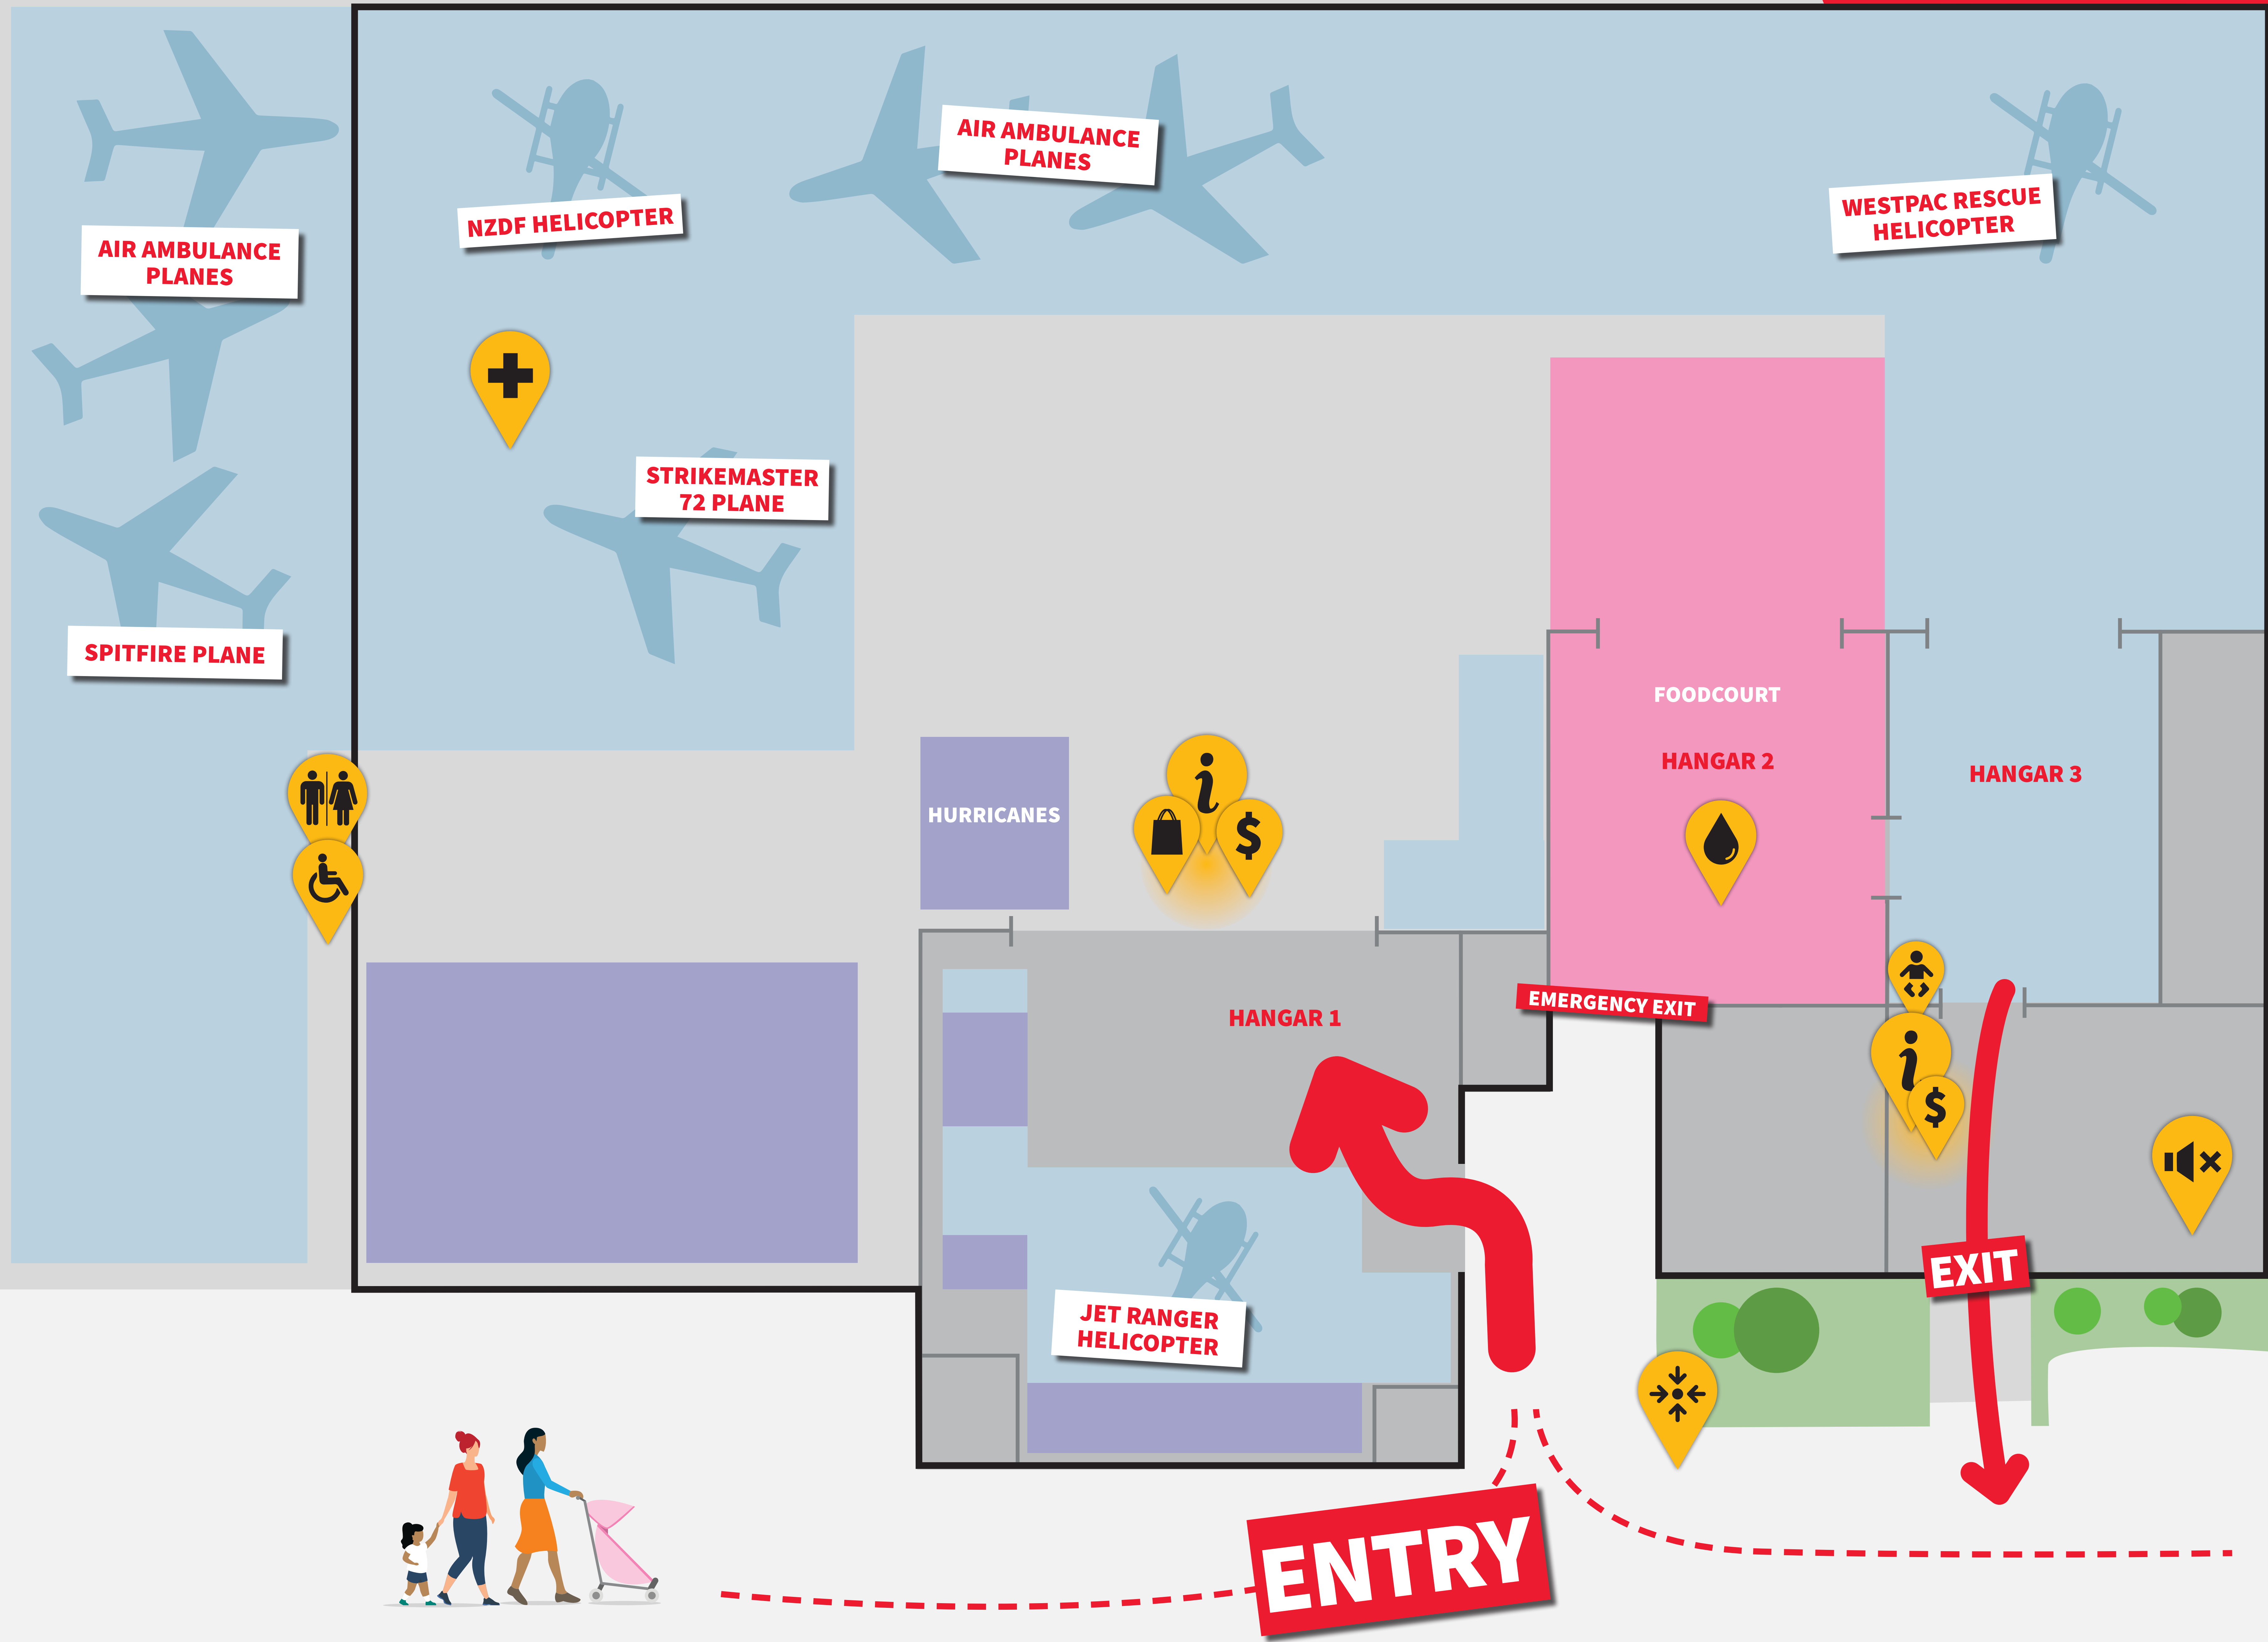 AIR AMBULANCE
PLANES
NZDF HELICOPTER
AIR AMBULANCE
PLANES
WESTPAC RESCUE
HELICOPTER
STRIKEMASTER
72 PLANE
SPITFIRE PLANE
FOODCOURT
HANGAR 2
HANGAR 3
HURRICANES
i
$
EMERGENCY EXIT
HANGAR 1
i
$
EXIT
JET RANGER
HELICOPTER
ENTRY